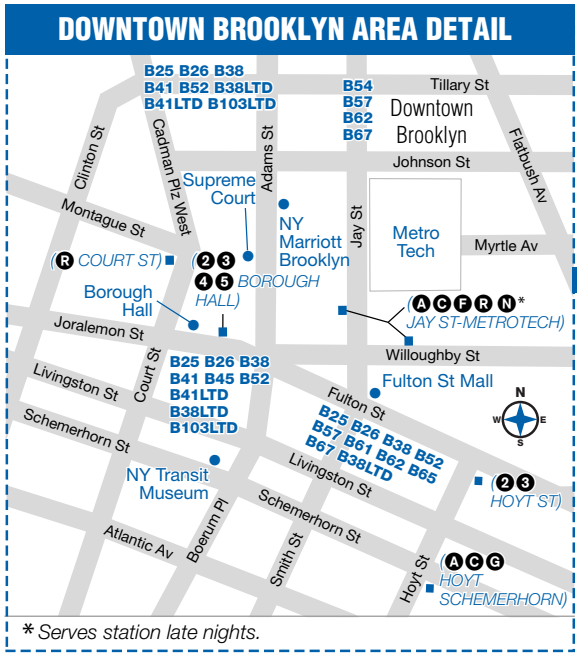 DOWNTOWN BROOKLYN AREA DETAIL
B25 B26 B38
B41 B52 B38LTD
B41LTD B103LTD
B54
B57
B62
B67
Tillary St
Downtown
Brooklyn
Flatbush Av
Clinton St
Cadman Plz West
Adams St
Johnson St
Supreme
Court
Montague St
NY
Marriott
Brooklyn
Jay St
Metro
Tech
Myrtle Av
(R COURT ST)
(2 3
4 5 BOROUGH
HALL)
Borough
Hall
(A C F R N*
JAY ST-METROTECH)
Joralemon St
Willoughby St
Court St
B25 B26 B38
B41 B45 B52
B41LTD
B38LTD
B103LTD
Fulton St Mall
Livingston St
Fulton St
N
W E
S
B25 B26 B38 B52
B57 B61 B62 B65
B67 B38LTD
Schemerhorn St
Livingston St
NY Transit
Museum
(2 3
HOYT ST)
Schemerhorn St
Boerum Pl
Atlantic Av
Smith St
Hoyt St
(A C G
HOYT
SCHEMERHORN)
* Serves station late nights.